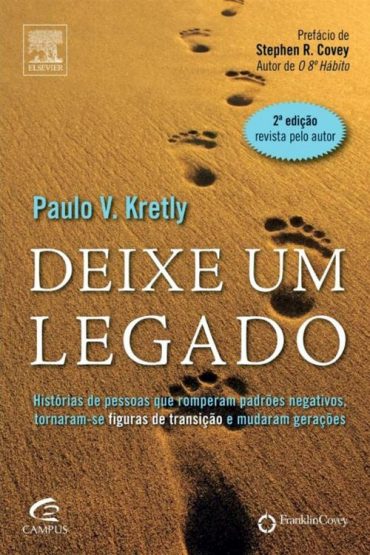 Prefácio de
Stephen R. Covey
Autor de O 8º Hábito
ELSEVIER
2ª edição
revista pelo autor
Paulo V. Kretly
DEIXE UM
LEGADO
Histórias de pessoas que romperam padrões negativos,
tornaram-se figuras de transição e mudaram gerações
CAMPUS
FranklinCovey